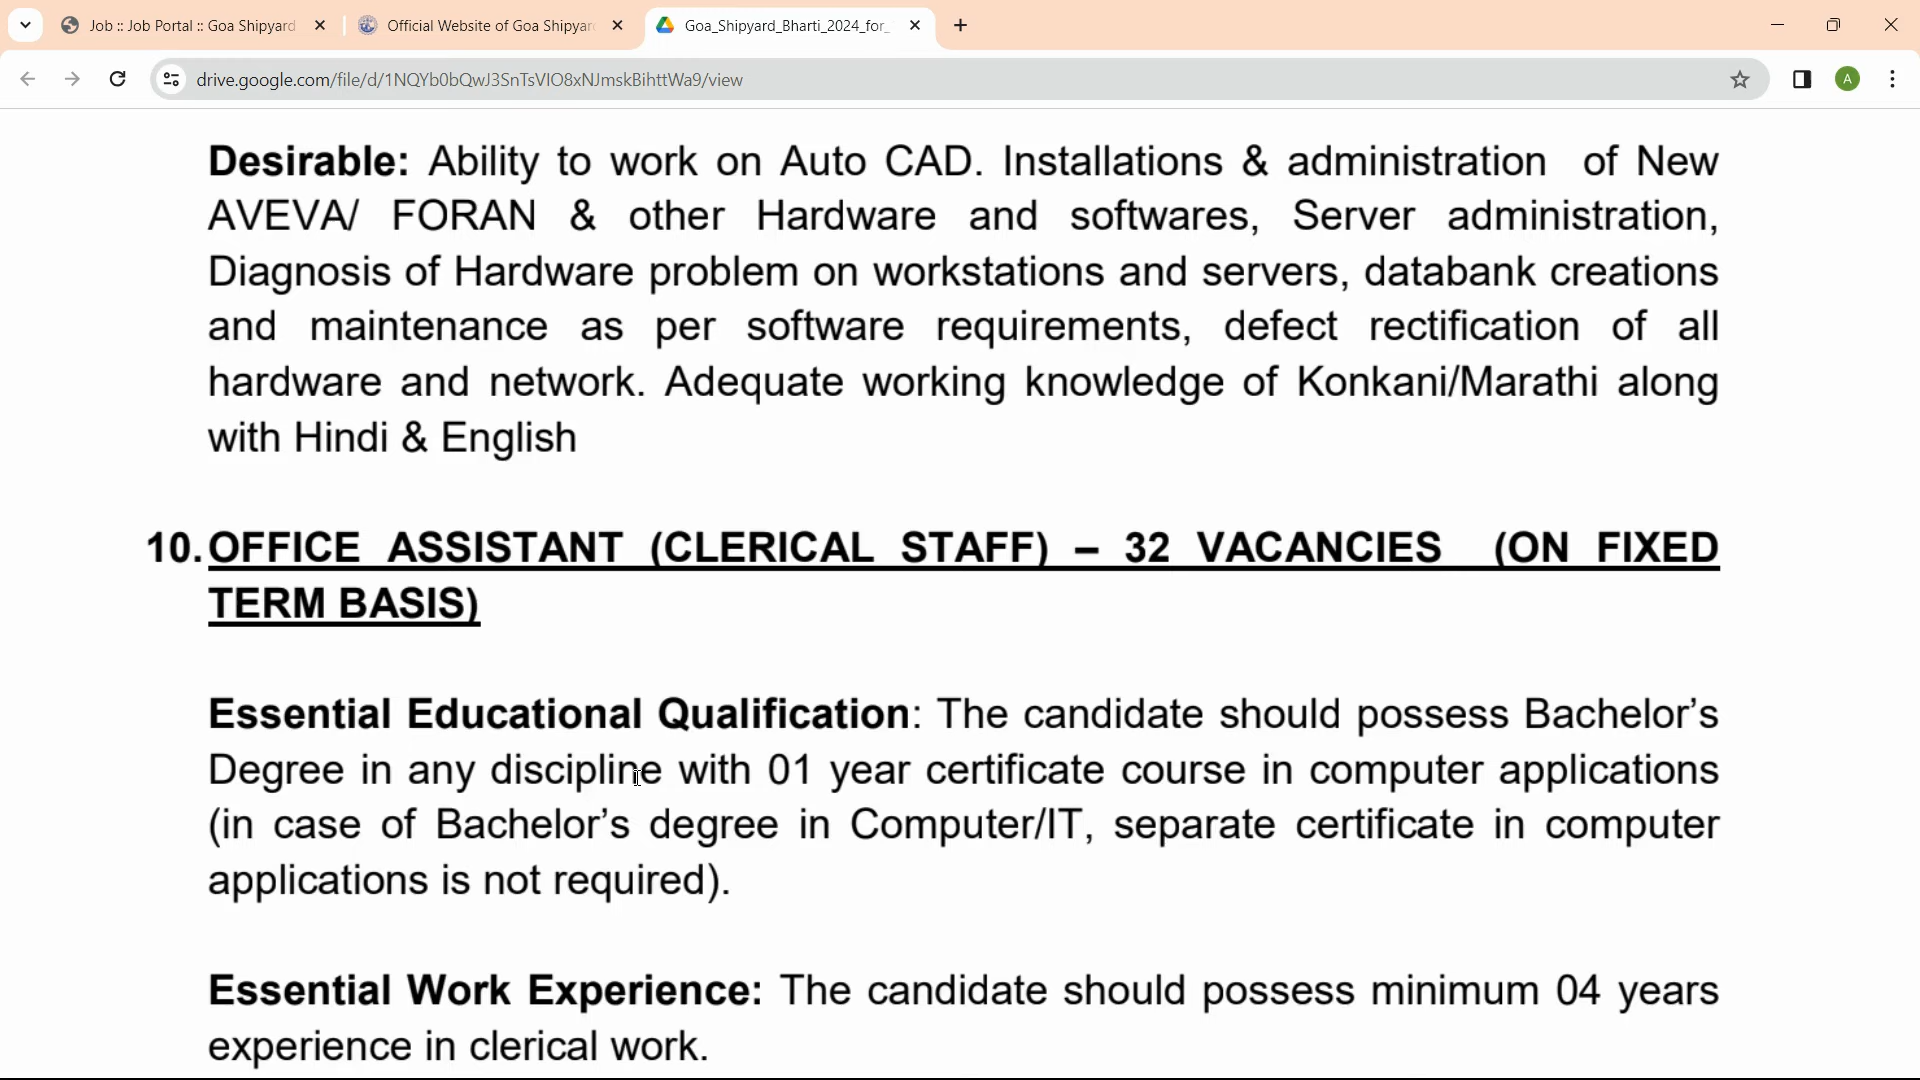 Job :: Job Portal :: Goa Shipyard
Official Website of Goa Shipyar
Goa_Shipyard_Bharti_2024_for_
drive.google.com/file/d/1NQYb0bQwJ3SnTsVIO8xNJmskBihttWa9/view
A
Desirable: Ability to work on Auto CAD. Installations & administration of New
AVEVA/ FORAN & other Hardware and softwares, Server administration,
Diagnosis of Hardware problem on workstations and servers, databank creations
and maintenance as per software requirements, defect rectification of all
hardware and network. Adequate working knowledge of Konkani/Marathi along
with Hindi & English
10. OFFICE ASSISTANT (CLERICAL STAFF) – 32 VACANCIES (ON FIXED
TERM BASIS)
Essential Educational Qualification: The candidate should possess Bachelor’s
Degree in any discipline with 01 year certificate course in computer applications
(in case of Bachelor’s degree in Computer/IT, separate certificate in computer
applications is not required).
Essential Work Experience: The candidate should possess minimum 04 years
experience in clerical work.